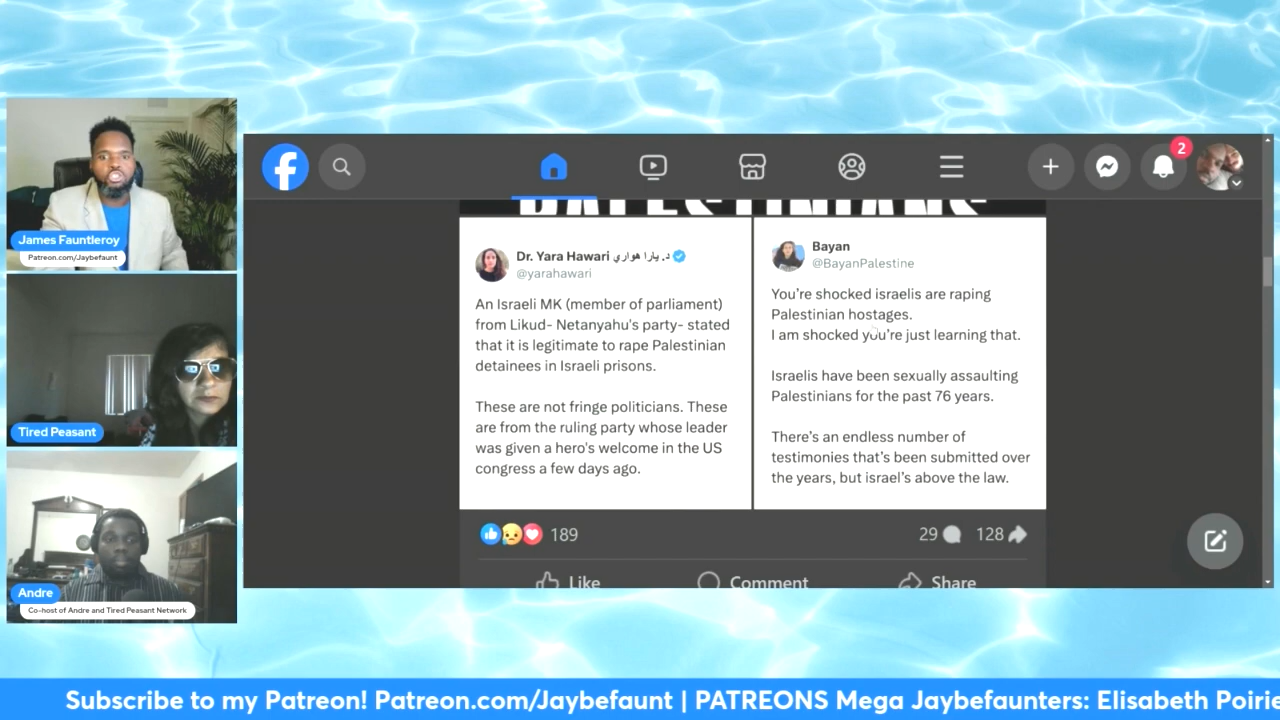 James Fauntleroy
Patreon.com/Jaybefaunt
Tired Peasant
Andre
Co-host of Andre and Tired Peasant Network
2
PALESTINIANS
Dr. Yara Hawari د. يارا هواري
@yarahawari
An Israeli MK (member of parliament)
from Likud- Netanyahu's party- stated
that it is legitimate to rape Palestinian
detainees in Israeli prisons.
These are not fringe politicians. These
are from the ruling party whose leader
was given a hero's welcome in the US
congress a few days ago.
Bayan
@BayanPalestine
You're shocked israelis are raping
Palestinian hostages.
I am shocked you're just learning that.
Israelis have been sexually assaulting
Palestinians for the past 76 years.
There's an endless number of
testimonies that's been submitted over
the years, but israel's above the law.
189
29 128
Like Comment Share
Subscribe to my Patreon! Patreon.com/Jaybefaunt | PATREONS Mega Jaybefaunters: Elisabeth Poirie